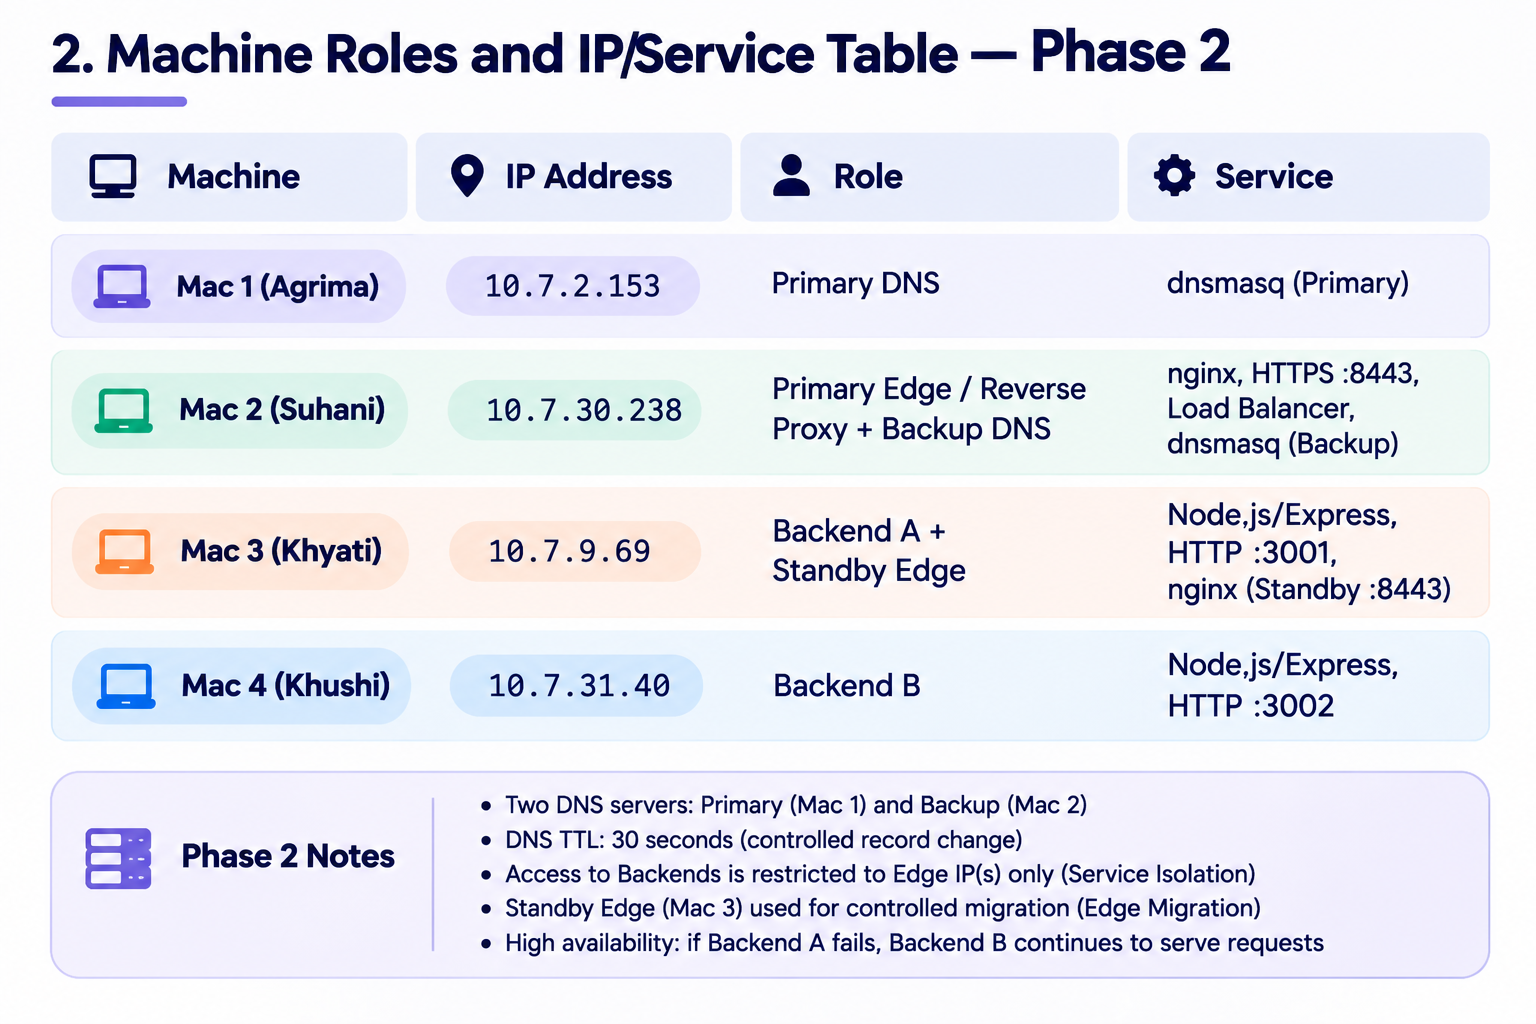 2. Machine Roles and IP/Service Table — Phase 2
Machine
IP Address
Role
Service
Mac 1 (Agrima)
10.7.2.153
Primary DNS
dnsmasq (Primary)
Mac 2 (Suhani)
10.7.30.238
Primary Edge / Reverse
Proxy + Backup DNS
nginx, HTTPS :8443,
Load Balancer,
dnsmasq (Backup)
Mac 3 (Khyati)
10.7.9.69
Backend A +
Standby Edge
Node,js/Express,
HTTP :3001,
nginx (Standby :8443)
Mac 4 (Khushi)
10.7.31.40
Backend B
Node,js/Express,
HTTP :3002
Phase 2 Notes
• Two DNS servers: Primary (Mac 1) and Backup (Mac 2)
• DNS TTL: 30 seconds (controlled record change)
• Access to Backends is restricted to Edge IP(s) only (Service Isolation)
• Standby Edge (Mac 3) used for controlled migration (Edge Migration)
• High availability: if Backend A fails, Backend B continues to serve requests